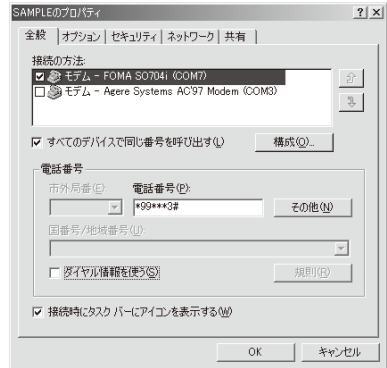 SAMPLEのプロパティ
全般
オプション
セキュリティ
ネットワーク
共有
接続の方法:
モデム - FOMA SO704i (COM7)
モデム - Agere Systems AC'97 Modem (COM3)
すべてのデバイスで同じ番号を呼び出す(L)
構成(O)...
電話番号
市外局番(E):
電話番号(P):
*99***3#
その他(N)
国番号/地域番号(U):
ダイヤル情報を使う(S)
規則(R)
接続時にタスク バーにアイコンを表示する(W)
OK
キャンセル